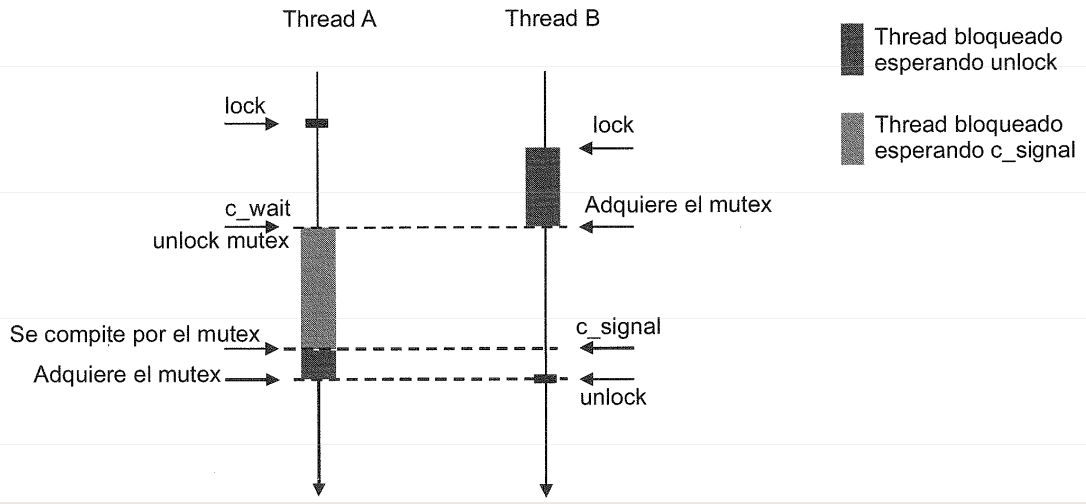 Thread A
Thread B
Thread bloqueado
esperando unlock
lock
lock
Thread bloqueado
esperando c_signal
c_wait
unlock mutex
Adquiere el mutex
Se compite por el mutex
c_signal
Adquiere el mutex
unlock